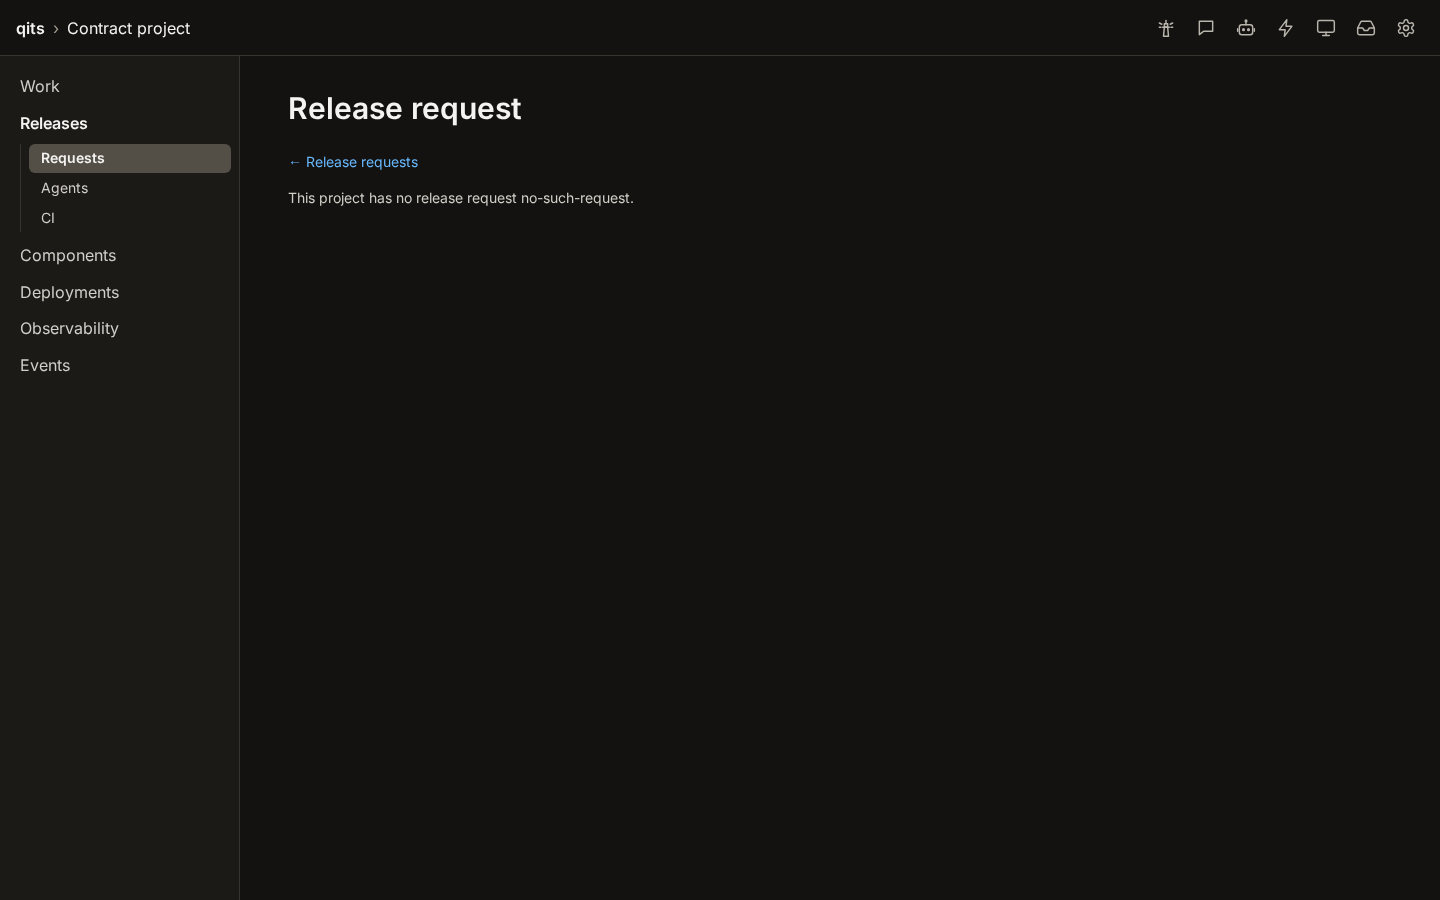 qits › Contract project
Work
Releases
Requests
Agents
CI
Components
Deployments
Observability
Events
Release request
← Release requests
This project has no release request no-such-request.